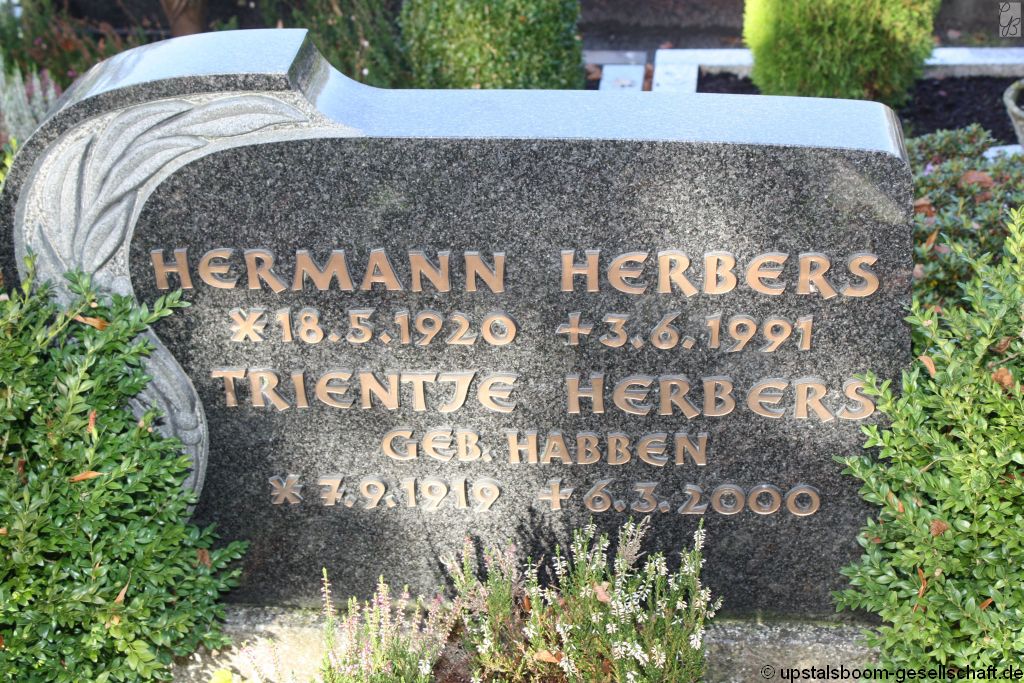 HERMANN HERBERS
* 18.5.1920 + 3.6.1991
TRIENTJE HERBERS
GEB. HABBEN
* 7.9.1919 + 6.3.2000
© upstalsboom-gesellschaft.de